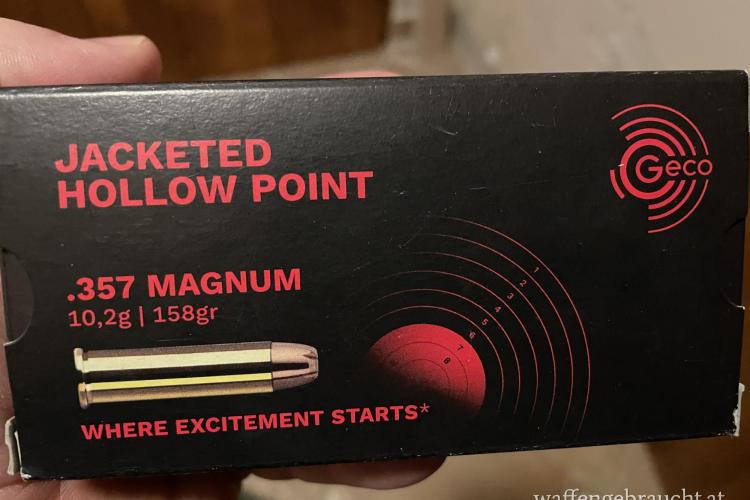 JACKETED
HOLLOW POINT
Geco
.357 MAGNUM
10,2g | 158gr
1
2
3
4
5
6
7
8
WHERE EXCITEMENT STARTS*
waffengebraucht.at